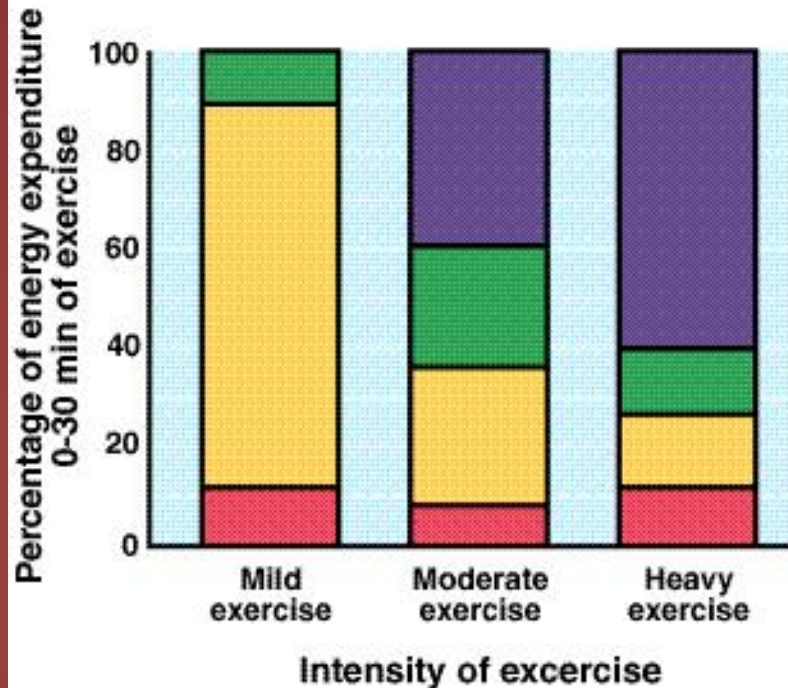 Percentage of energy expenditure
0-30 min of exercise
100
80
60
40
20
0
Mild
exercise
Moderate
exercise
Heavy
exercise
Intensity of excercise